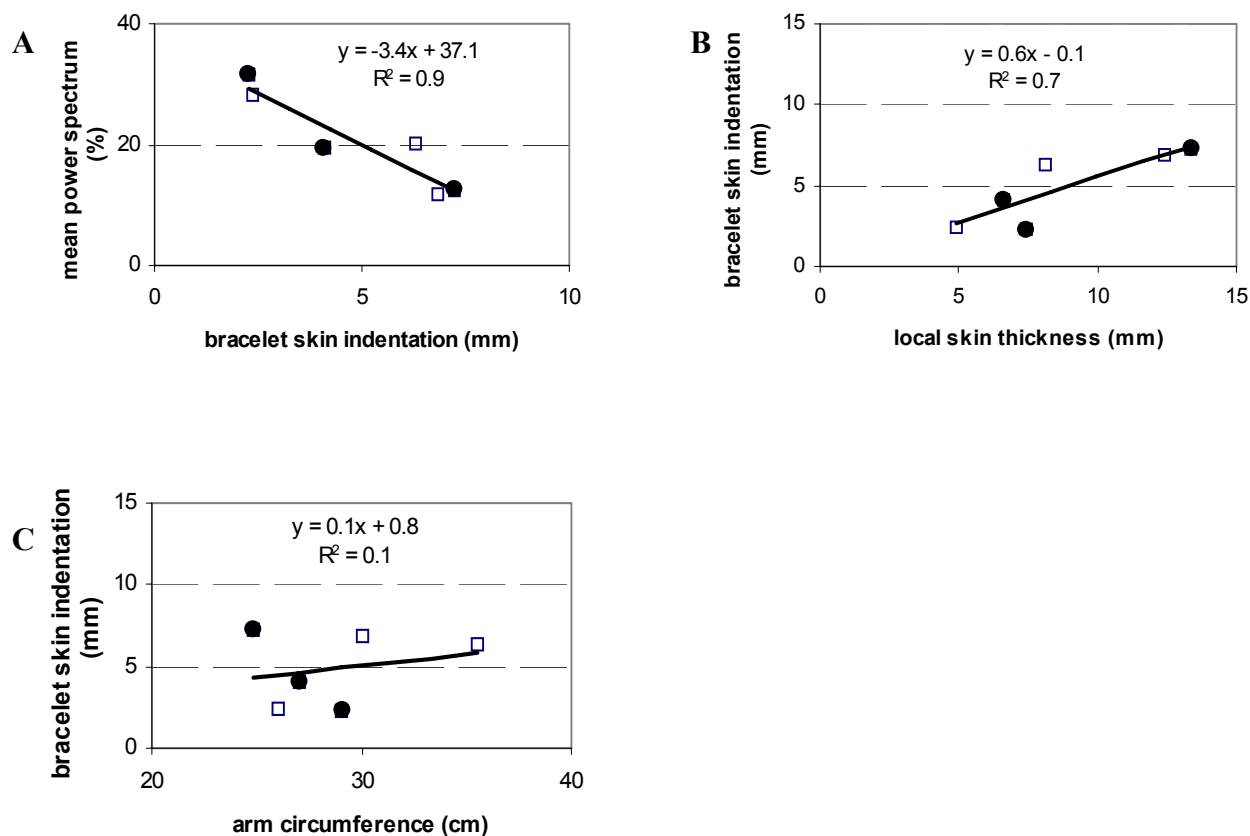 A
mean power spectrum
(%)
40
20
0
y = -3.4x + 37.1
R² = 0.9
0 5 10
bracelet skin indentation (mm)
B
bracelet skin indentation
(mm)
15
10
5
0
y = 0.6x - 0.1
R² = 0.7
0 5 10 15
local skin thickness (mm)
C
bracelet skin indentation
(mm)
15
10
5
0
y = 0.1x + 0.8
R² = 0.1
20 30 40
arm circumference (cm)